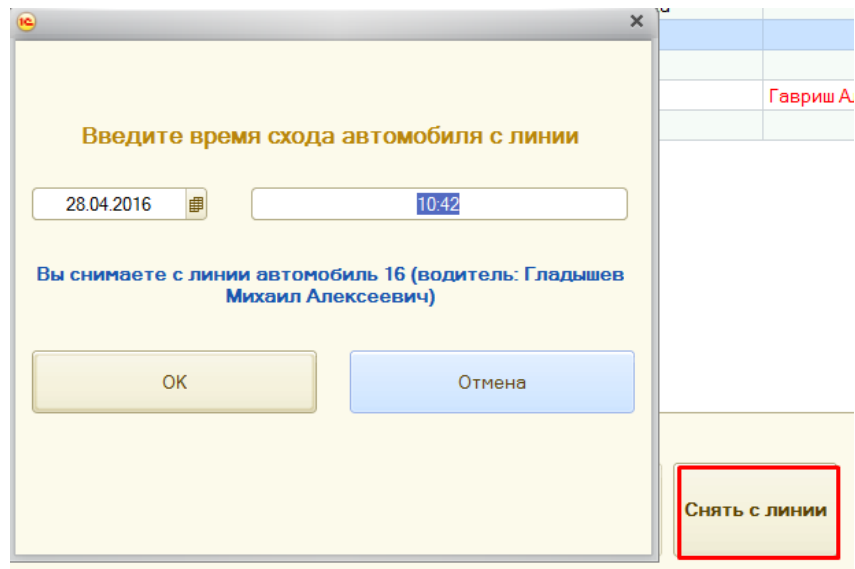 1С
Введите время схода автомобиля с линии
28.04.2016
10:42
Вы снимаете с линии автомобиль 16 (водитель: Гладышев
Михаил Алексеевич)
ОК
Отмена
Гавриш
Снять с линии